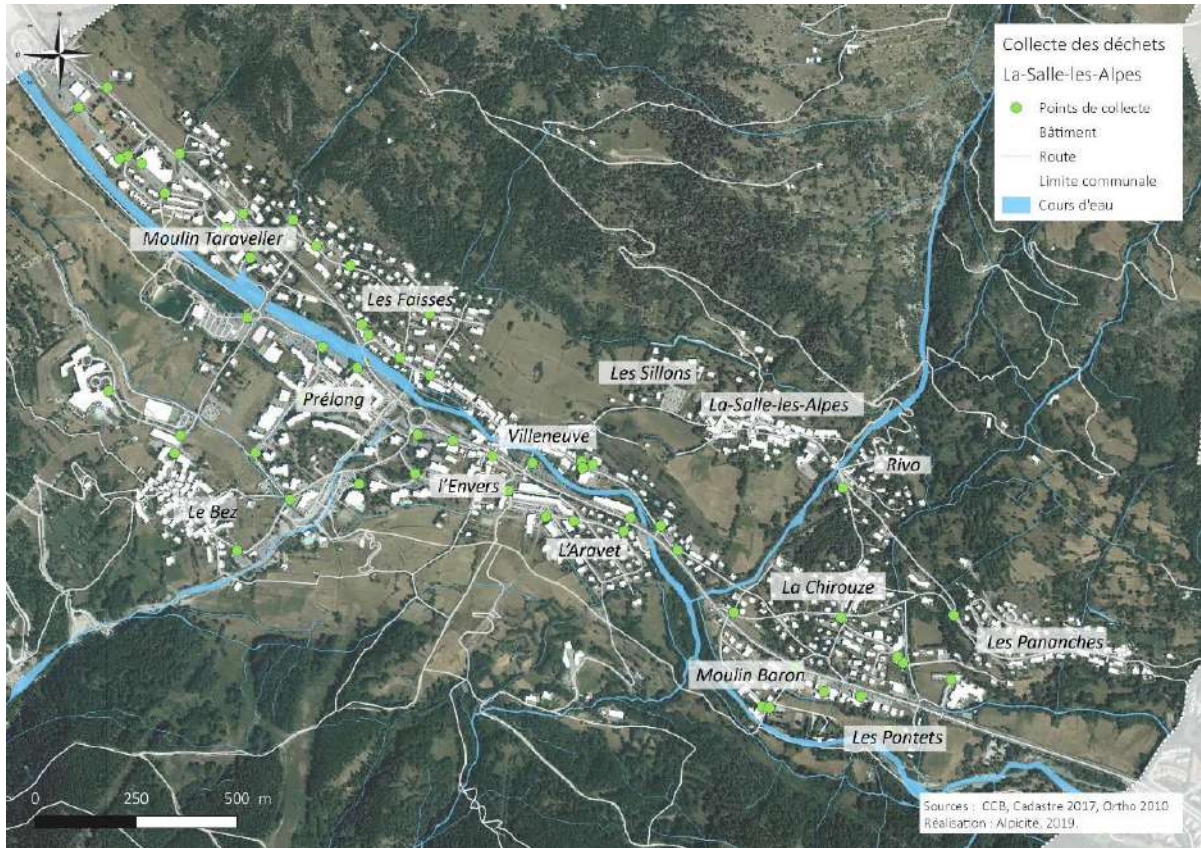 Collecte des déchets
La-Salle-les-Alpes
Points de collecte
Bâtiment
Route
Limite communale
Cours d'eau
Moulin Taravelier
Les Faisses
Les Sillons
La-Salle-les-Alpes
Prélong
Villeneuve
Riva
Le Bez
l'Envers
L'Aravet
La Chirouze
Les Pananches
Moulin Baron
Les Pontets
0 250 500 m
Sources : CCB, Cadastre 2017, Ortho 2010
Réalisation : Alpicité, 2019.